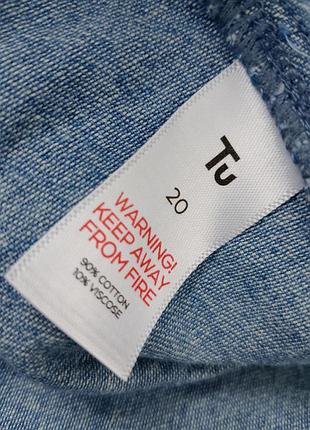 Tu
20
WARNING!
KEEP AWAY
FROM FIRE
90% COTTON
10% VISCOSE